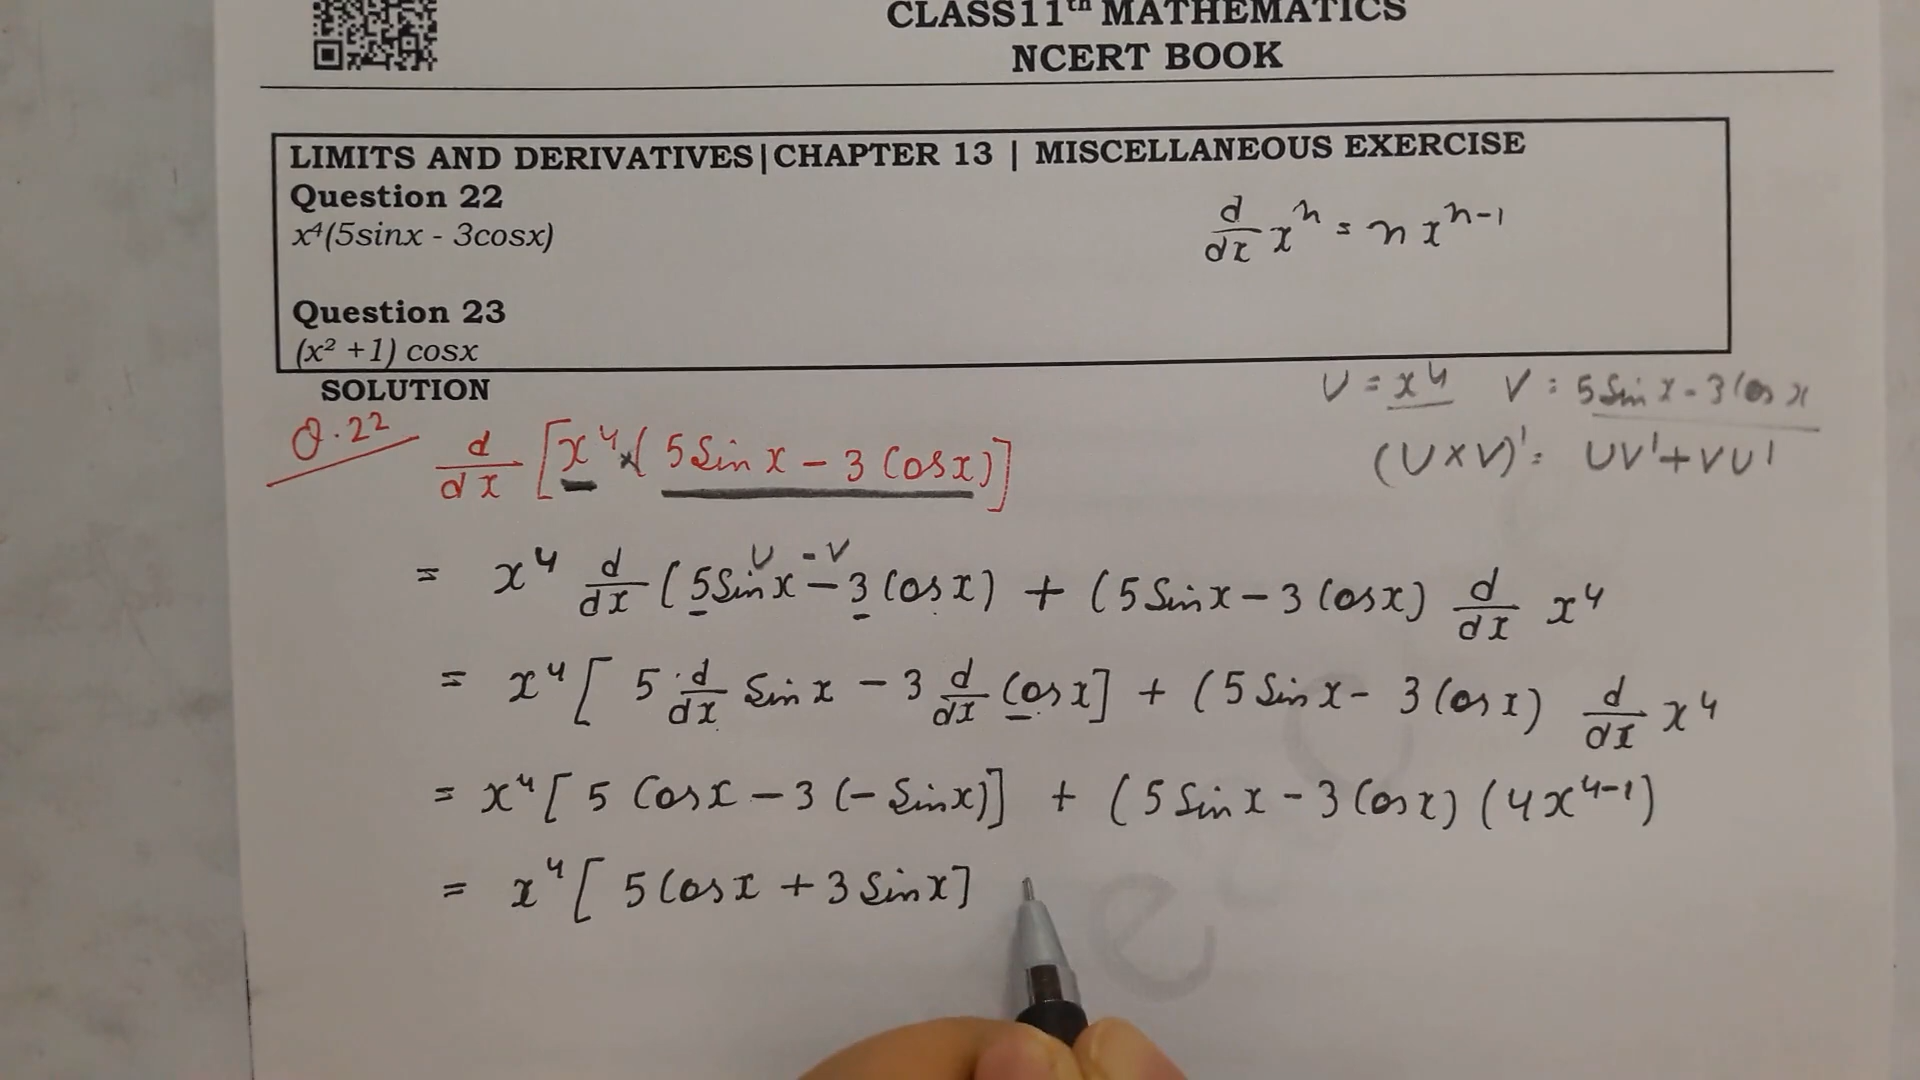 CLASS11th MATHEMATICS
NCERT BOOK
LIMITS AND DERIVATIVES|CHAPTER 13 | MISCELLANEOUS EXERCISE
Question 22
x⁴(5sinx - 3cosx)
d/dx xⁿ = n xⁿ⁻¹
Question 23
(x² +1) cosx
SOLUTION
U = x⁴ V = 5 Sin x - 3 Cos x
(U×V)' = UV' + VU'
Q.22
d/dx [x⁴ × (5 Sin x - 3 Cos x)]
U - V
= x⁴ d/dx (5 Sin x - 3 Cos x) + (5 Sin x - 3 Cos x) d/dx x⁴
= x⁴ [ 5 · d/dx Sin x - 3 d/dx Cos x] + (5 Sin x - 3 Cos x) d/dx x⁴
= x⁴ [ 5 Cos x - 3 (- Sin x)] + (5 Sin x - 3 Cos x) (4x⁴⁻¹)
= x⁴ [ 5 Cos x + 3 Sin x]